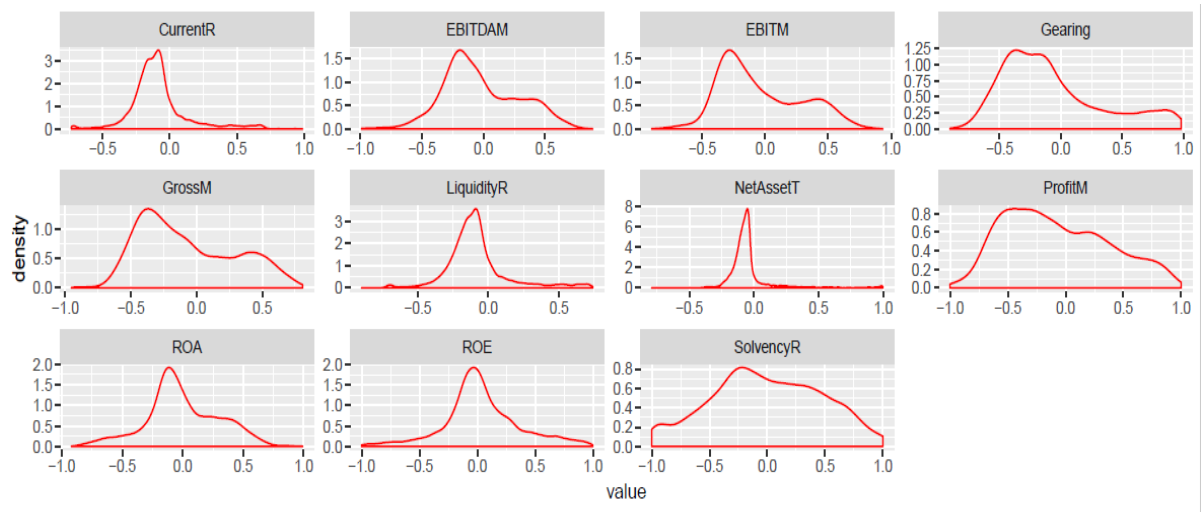 CurrentR EBITDAM EBITM Gearing
3 2 1 0
1.5 1.0 0.5 0.0
1.5 1.0 0.5 0.0
1.25 1.00 0.75 0.50 0.25 0.00
−0.5 0.0 0.5 1.0
−1.0 −0.5 0.0 0.5
−0.5 0.0 0.5 1.0
−0.5 0.0 0.5 1.0
GrossM LiquidityR NetAssetT ProfitM
1.0 0.5 0.0
3 2 1 0
8 6 4 2 0
0.8 0.6 0.4 0.2 0.0
−1.0 −0.5 0.0 0.5
−0.5 0.0 0.5
−0.5 0.0 0.5 1.0
−1.0 −0.5 0.0 0.5 1.0
density
ROA ROE SolvencyR
2.0 1.5 1.0 0.5 0.0
2.0 1.5 1.0 0.5 0.0
0.8 0.6 0.4 0.2 0.0
−1.0 −0.5 0.0 0.5 1.0
−1.0 −0.5 0.0 0.5 1.0
−1.0 −0.5 0.0 0.5 1.0
value